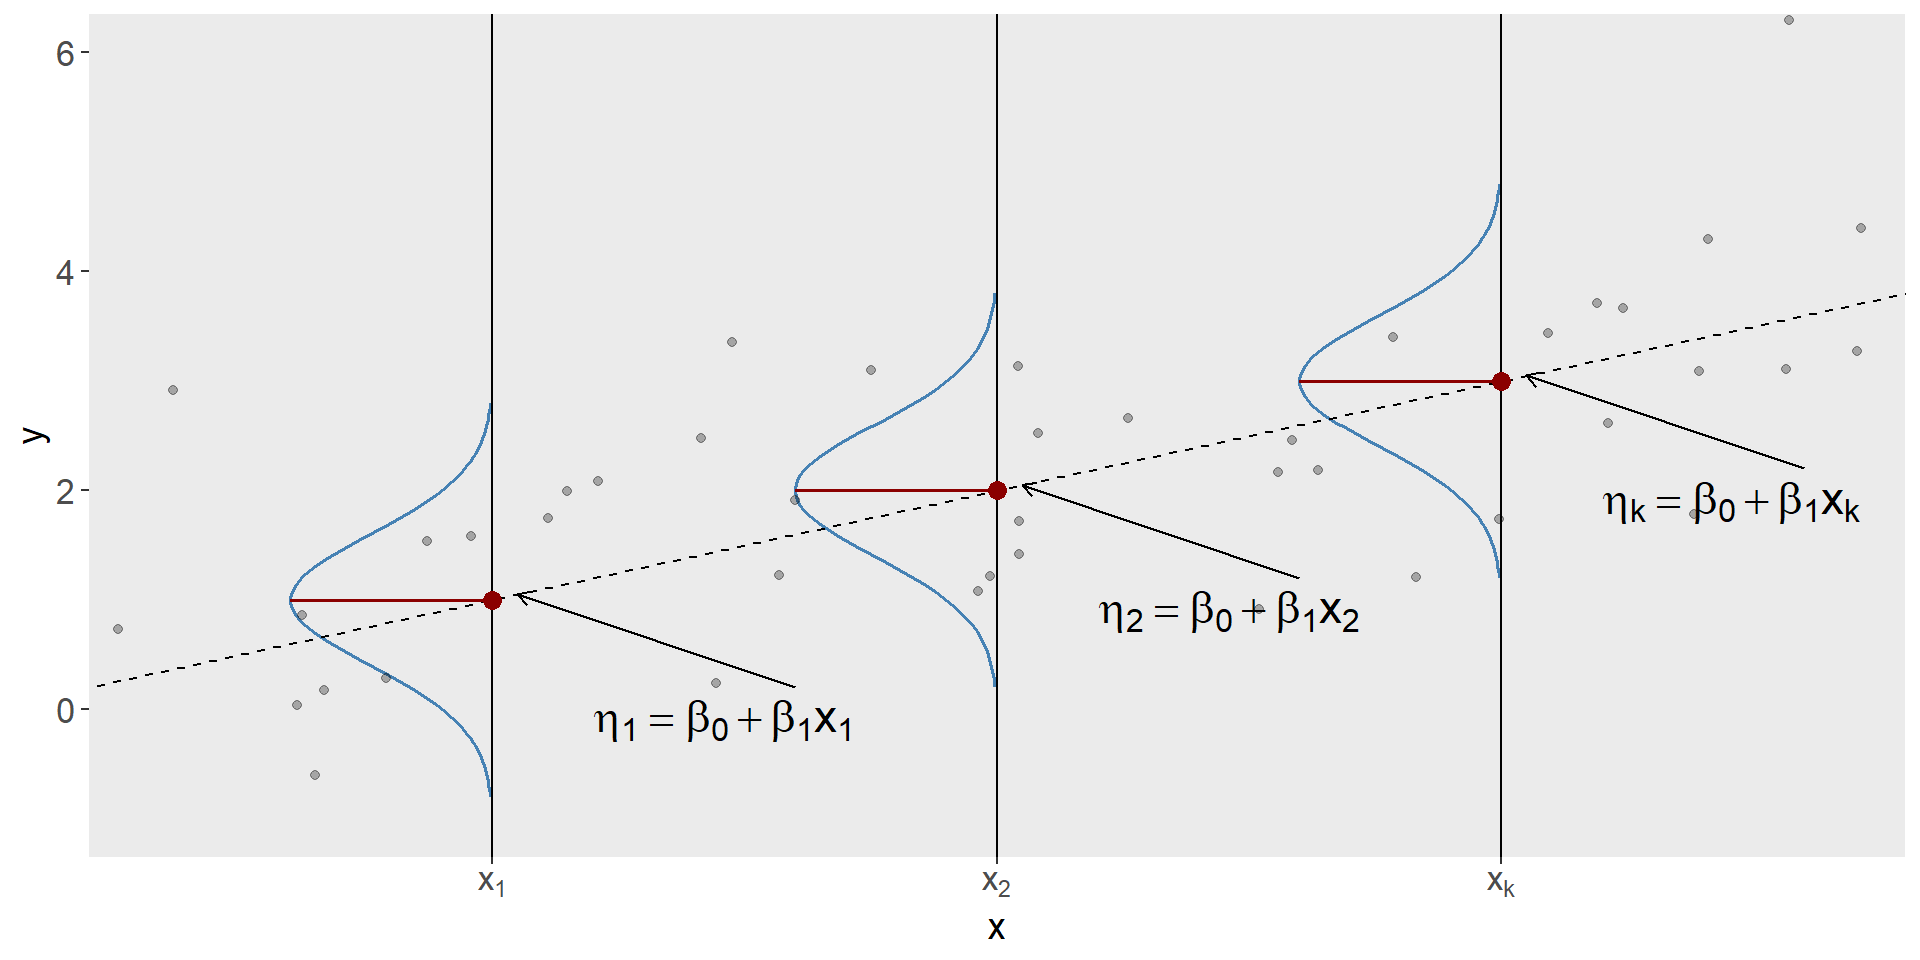 6
4
2
0
y
η₁ = β₀ + β₁x₁
η₂ = β₀ + β₁x₂
ηₖ = β₀ + β₁xₖ
x₁ x₂ xₖ
x